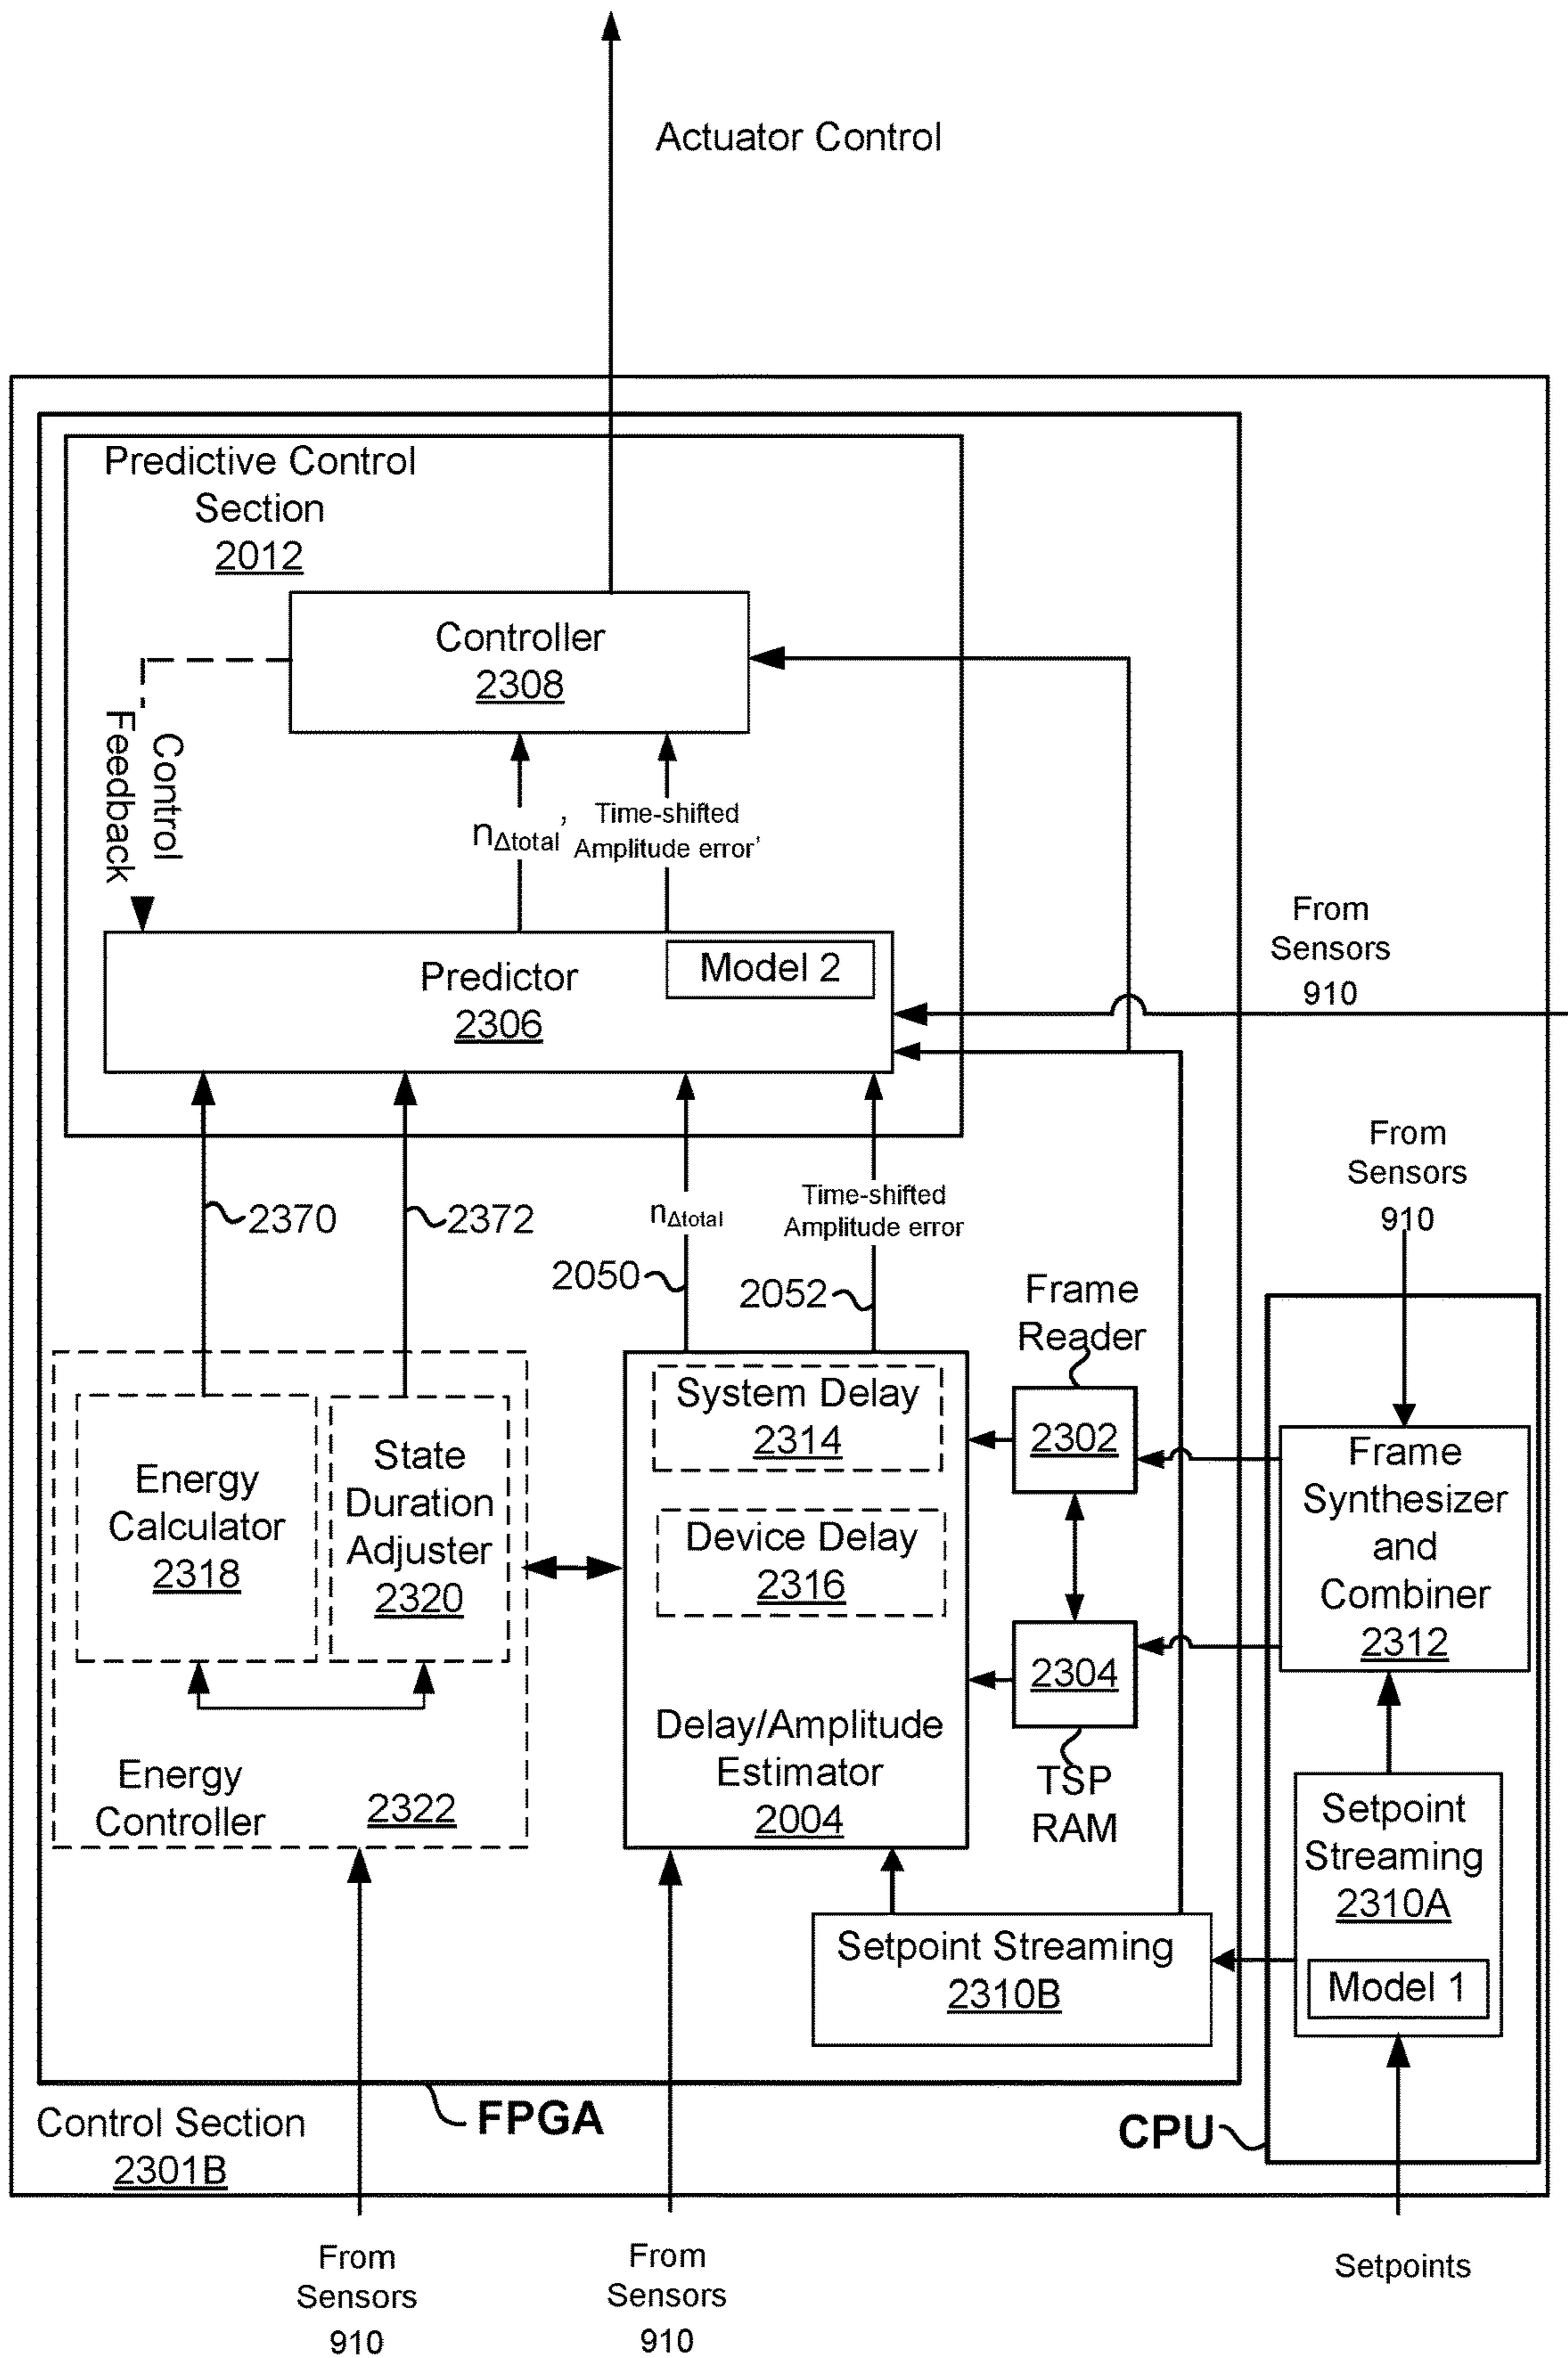 Actuator Control
Predictive Control
Section
2012
Controller
2308
Control
Feedback
nΔtotal’
Time-shifted
Amplitude error’
From
Sensors
910
Predictor
2306
Model 2
From
Sensors
910
2370
2372
nΔtotal
Time-shifted
Amplitude error
2050
2052
Frame
Reader
System Delay
2314
2302
Frame
Synthesizer
and
Combiner
2312
Energy
Calculator
2318
State
Duration
Adjuster
2320
Device Delay
2316
2304
Delay/Amplitude
Estimator
2004
TSP
RAM
Energy
Controller
2322
Setpoint
Streaming
2310A
Model 1
Setpoint Streaming
2310B
FPGA
CPU
Control Section
2301B
From
Sensors
910
From
Sensors
910
Setpoints